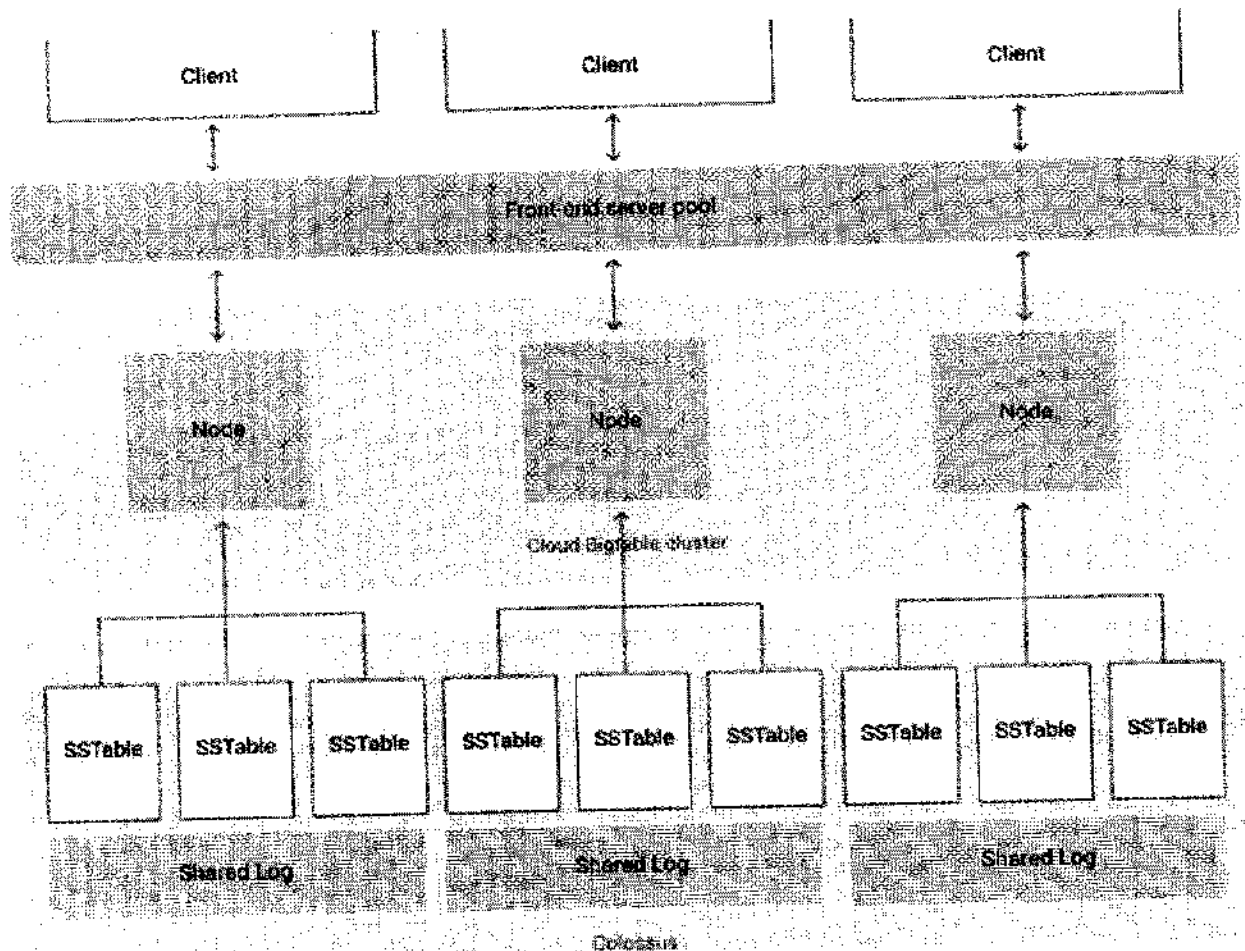 Client
Client
Client
Front-end server pool
Node
Node
Node
Cloud Bigtable cluster
SSTable
SSTable
SSTable
SSTable
SSTable
SSTable
SSTable
SSTable
SSTable
Shared Log
Shared Log
Shared Log
Colossus